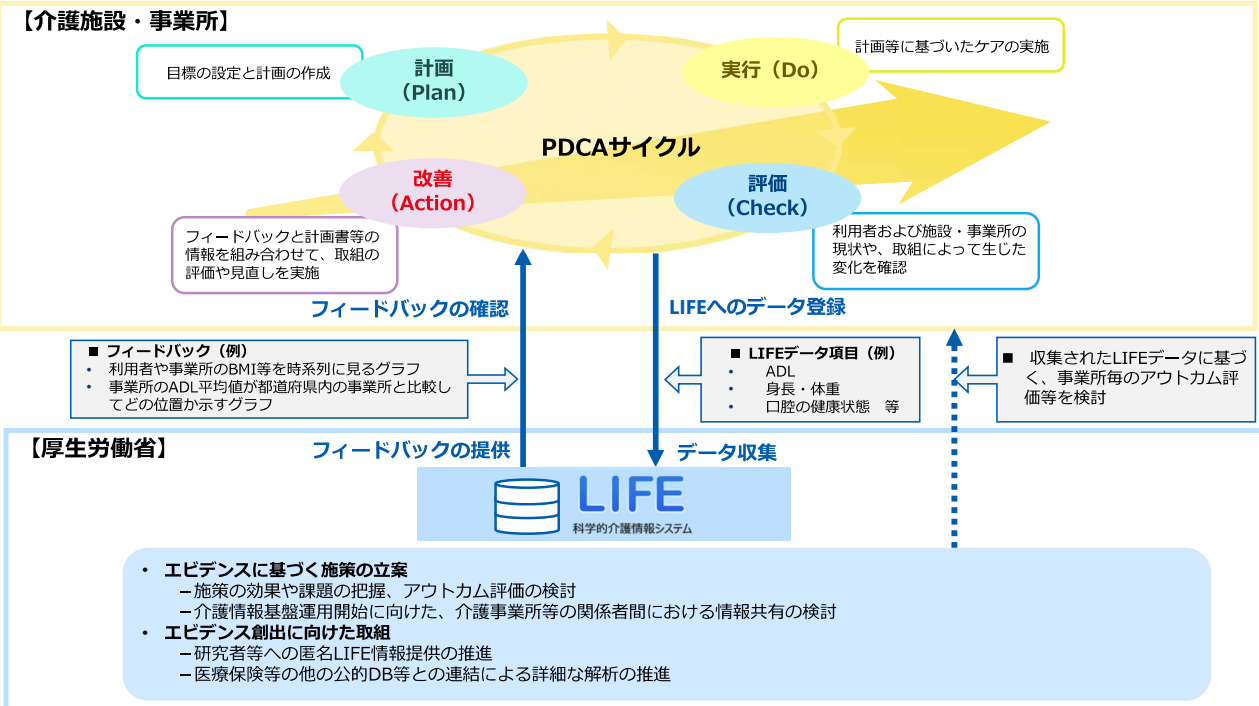 【介護施設・事業所】
計画
（Plan）
目標の設定と計画の作成
実行（Do）
計画等に基づいたケアの実施
PDCAサイクル
改善
（Action）
フィードバックと計画書等の
情報を組み合わせて、取組の
評価や見直しを実施
評価
（Check）
利用者および施設・事業所の
現状や、取組によって生じた
変化を確認
フィードバックの確認
LIFEへのデータ登録
■ フィードバック（例）
• 利用者や事業所のBMI等を時系列に見るグラフ
• 事業所のADL平均値が都道府県内の事業所と比較し
てどの位置か示すグラフ
■ LIFEデータ項目（例）
• ADL
• 身長・体重
• 口腔の健康状態　等
■ 収集されたLIFEデータに基づ
く、事業所毎のアウトカム評
価等を検討
【厚生労働省】
フィードバックの提供
データ収集
LIFE
科学的介護情報システム
• エビデンスに基づく施策の立案
－施策の効果や課題の把握、アウトカム評価の検討
－介護情報基盤運用開始に向けた、介護事業所等の関係者間における情報共有の検討
• エビデンス創出に向けた取組
－研究者等への匿名LIFE情報提供の推進
－医療保険等の他の公的DB等との連結による詳細な解析の推進